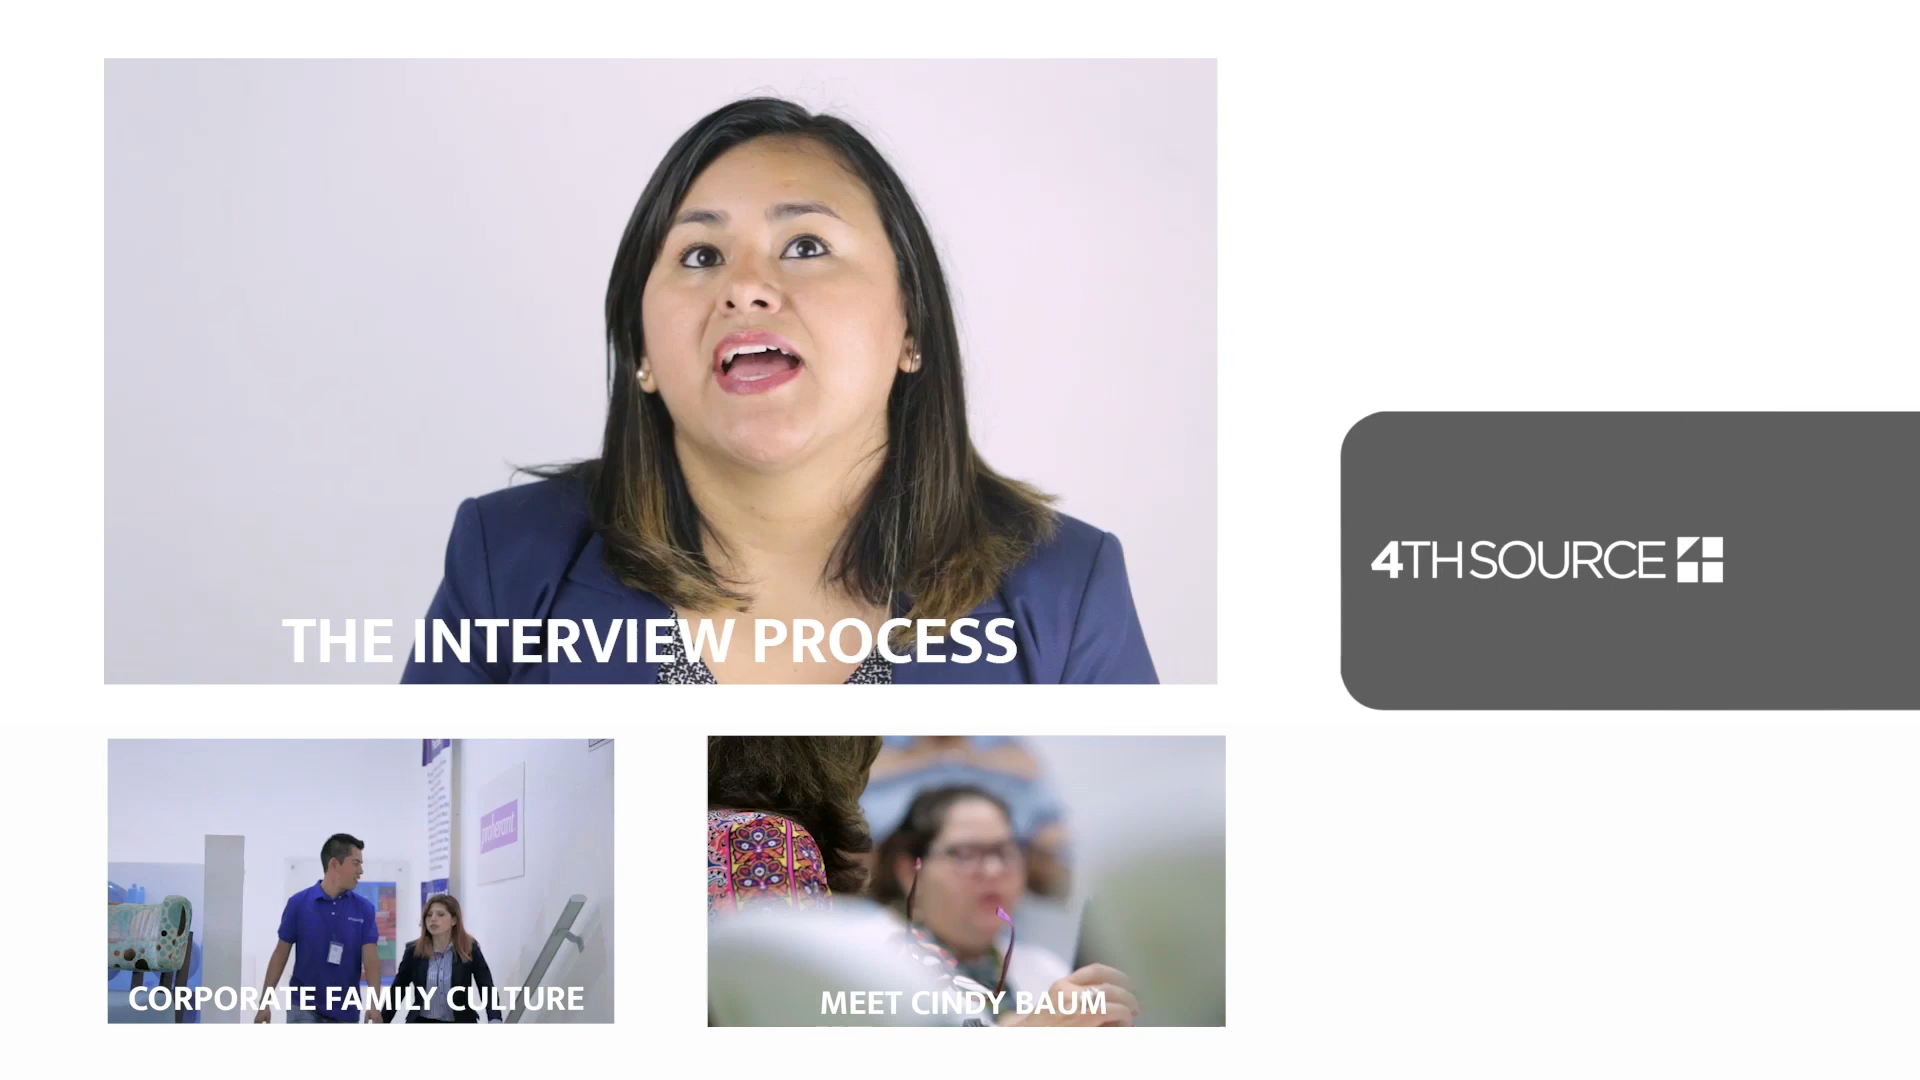 THE INTERVIEW PROCESS
4THSOURCE
CORPORATE FAMILY CULTURE
MEET CINDY BAUM